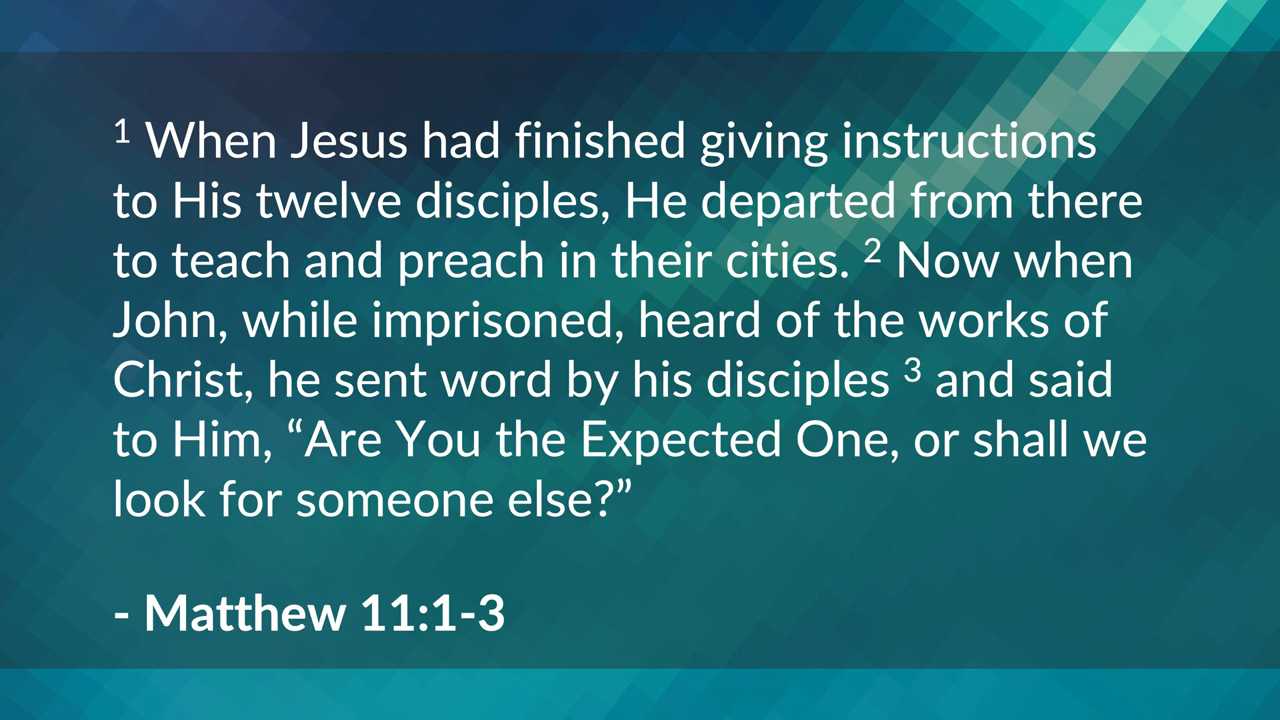 1 When Jesus had finished giving instructions
to His twelve disciples, He departed from there
to teach and preach in their cities. 2 Now when
John, while imprisoned, heard of the works of
Christ, he sent word by his disciples 3 and said
to Him, “Are You the Expected One, or shall we
look for someone else?”
- Matthew 11:1-3